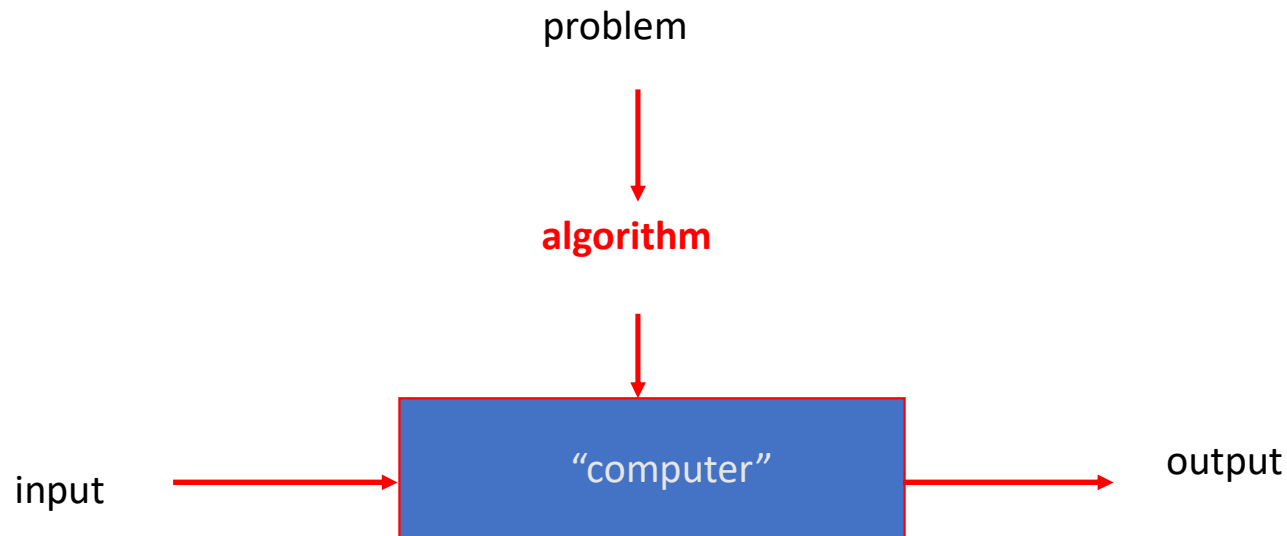 problem
algorithm
“computer”
input
output